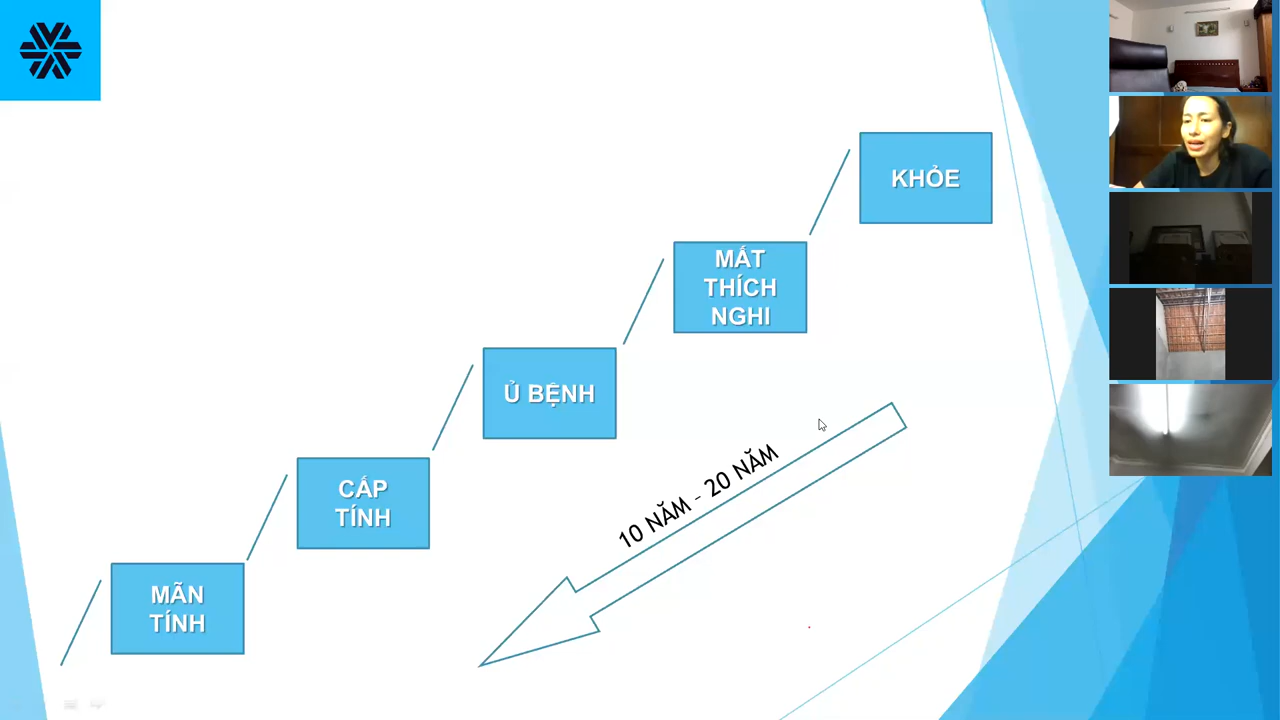 KHỎE
MẤT
THÍCH
NGHI
Ủ BỆNH
CẤP
TÍNH
MÃN
TÍNH
10 NĂM - 20 NĂM